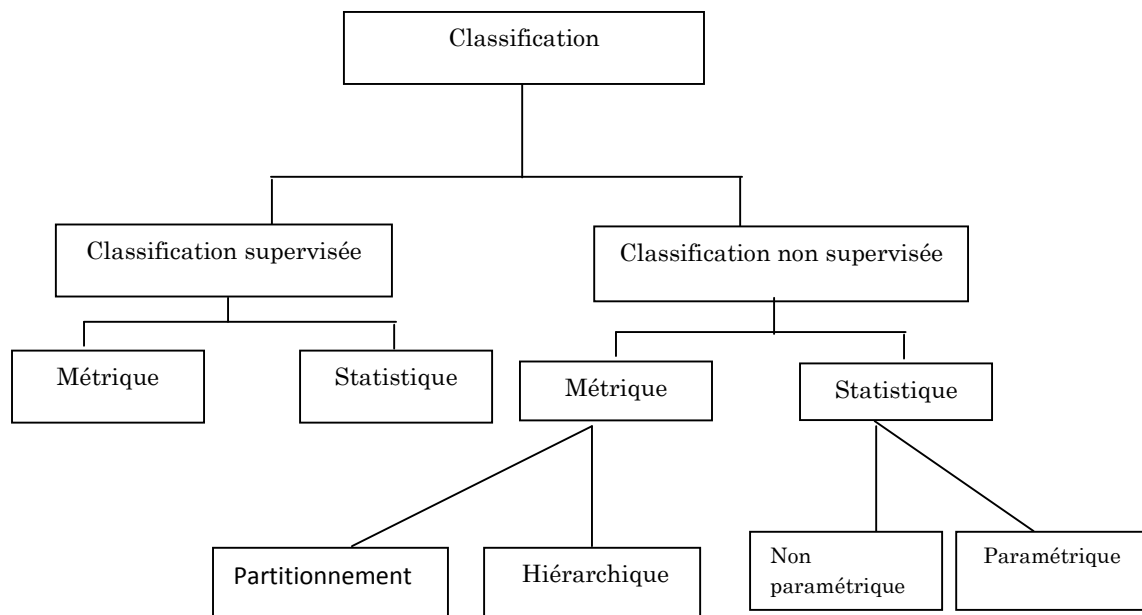 Classification
Classification supervisée
Classification non supervisée
Métrique
Statistique
Métrique
Statistique
Partitionnement
Hiérarchique
Non
paramétrique
Paramétrique